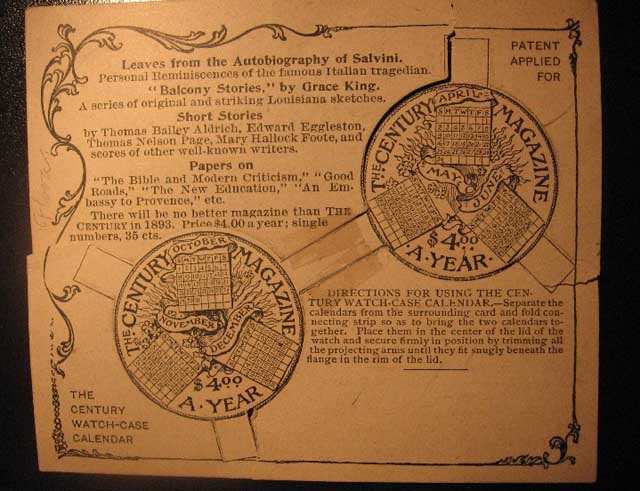 Leaves from the Autobiography of Salvini.
Personal Reminiscences of the famous Italian tragedian.
"Balcony Stories," by Grace King.
A series of original and striking Louisiana sketches.
Short Stories
by Thomas Bailey Aldrich, Edward Eggleston,
Thomas Nelson Page, Mary Hallock Foote, and
scores of other well-known writers.
Papers on
"The Bible and Modern Criticism," "Good
Roads," "The New Education," "An Em-
bassy to Provence," etc.
There will be no better magazine than THE
CENTURY in 1893. Price $4.00 a year; single
numbers, 35 cts.
PATENT
APPLIED
FOR
THE CENTURY MAGAZINE
APRIL
S M T W T F S
MAY
JUNE
$4.00
A·YEAR·
THE CENTURY MAGAZINE
OCTOBER
NOVEMBER
DECEMBER
$4.00
A·YEAR
DIRECTIONS FOR USING THE CEN-
TURY WATCH-CASE CALENDAR.—Separate the
calendars from the surrounding card and fold con-
necting strip so as to bring the two calendars to-
gether. Place them in the center of the lid of the
watch and secure firmly in position by trimming all
the projecting arms until they fit snugly beneath the
flange in the rim of the lid.
THE
CENTURY
WATCH-CASE
CALENDAR